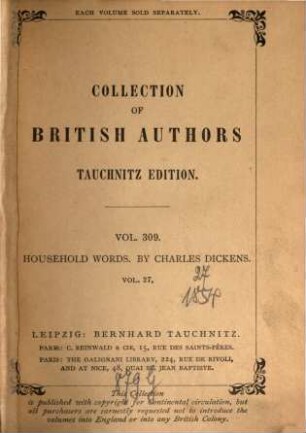 EACH VOLUME SOLD SEPARATELY.
COLLECTION
OF
BRITISH AUTHORS
TAUCHNITZ EDITION.
VOL. 309.
HOUSEHOLD WORDS. BY CHARLES DICKENS.
VOL. 27.
27
1854
LEIPZIG: BERNHARD TAUCHNITZ.
PARIS: C. REINWALD & CIE, 15, RUE DES SAINTS-PÈRES.
PARIS: THE GALIGNANI LIBRARY, 224, RUE DE RIVOLI,
AND AT NICE, 48, QUAI ST. JEAN BAPTISTE.
This Collection
is published with copyright for Continental circulation, but
all purchasers are earnestly requested not to introduce the
volumes into England or into any British Colony.